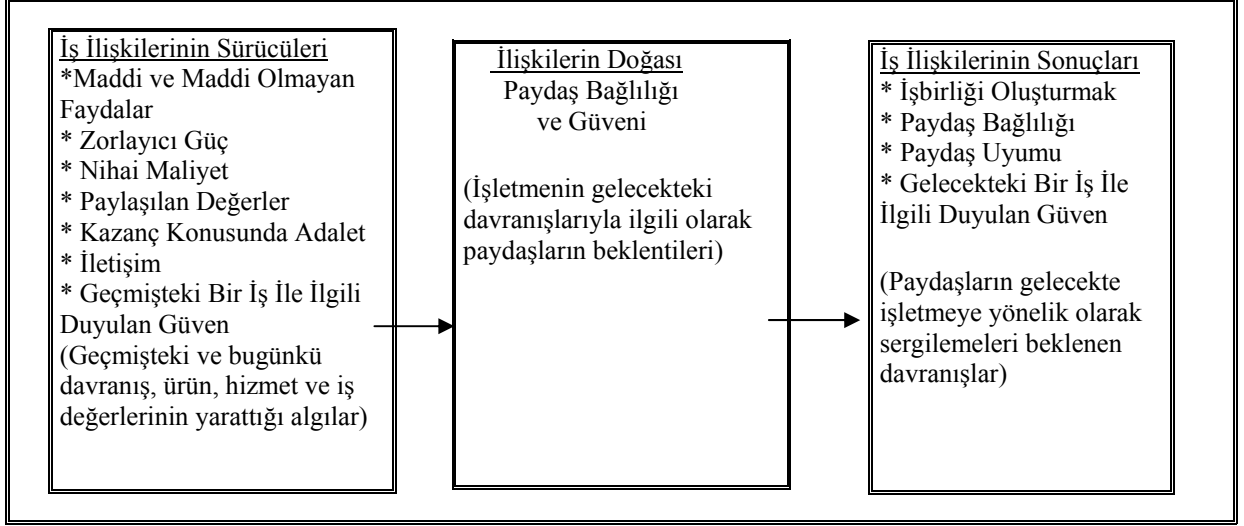 İş İlişkilerinin Sürücüleri
*Maddi ve Maddi Olmayan
Faydalar
* Zorlayıcı Güç
* Nihai Maliyet
* Paylaşılan Değerler
* Kazanç Konusunda Adalet
* İletişim
* Geçmişteki Bir İş İle İlgili
Duyulan Güven
(Geçmişteki ve bugünkü
davranış, ürün, hizmet ve iş
değerlerinin yarattığı algılar)
İlişkilerin Doğası
Paydaş Bağlılığı
ve Güveni
(İşletmenin gelecekteki
davranışlarıyla ilgili olarak
paydaşların beklentileri)
İş İlişkilerinin Sonuçları
* İşbirliği Oluşturmak
* Paydaş Bağlılığı
* Paydaş Uyumu
* Gelecekteki Bir İş İle
İlgili Duyulan Güven
(Paydaşların gelecekte
işletmeye yönelik olarak
sergilemeleri beklenen
davranışlar)